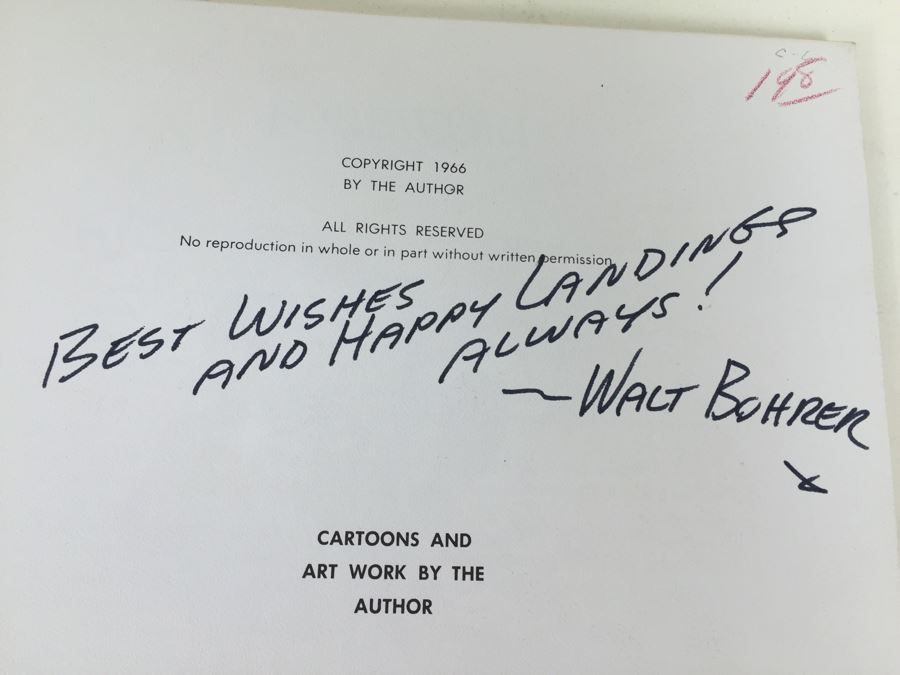 198
COPYRIGHT 1966
BY THE AUTHOR
ALL RIGHTS RESERVED
No reproduction in whole or in part without written permission
BEST WISHES
AND HAPPY LANDINGS
ALWAYS!
~ WALT BOHRER
CARTOONS AND
ART WORK BY THE
AUTHOR